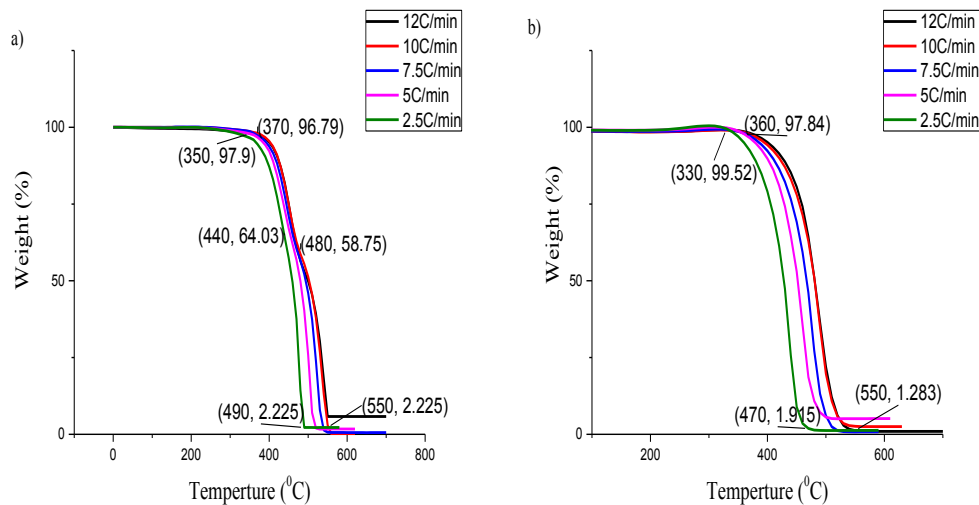 a)
12C/min
10C/min
7.5C/min
5C/min
2.5C/min
100
50
0
Weight (%)
(370, 96.79)
(350, 97.9)
(440, 64.03)
(480, 58.75)
(490, 2.225)
(550, 2.225)
0 200 400 600 800
Temperture (⁰C)
b)
12C/min
10C/min
7.5C/min
5C/min
2.5C/min
100
50
0
Weight (%)
(360, 97.84)
(330, 99.52)
(470, 1.915)
(550, 1.283)
200 400 600
Temperture (⁰C)